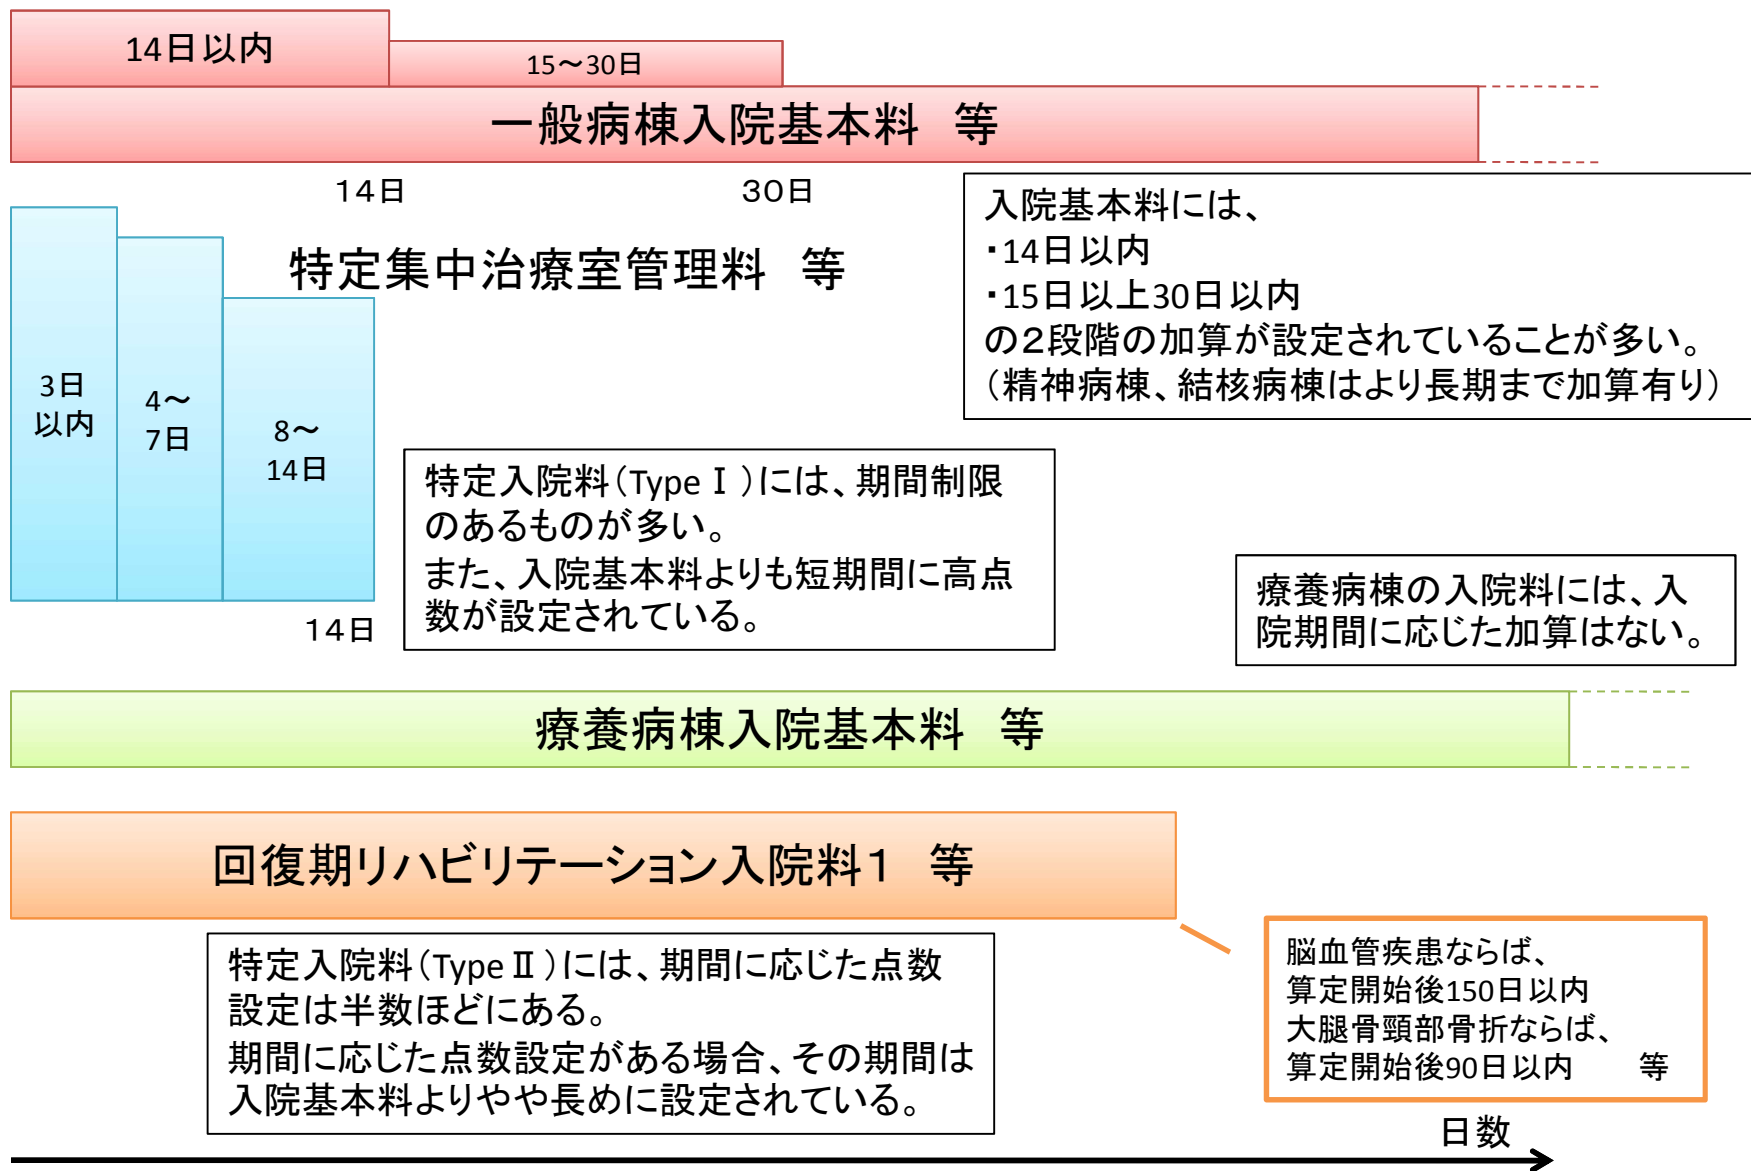 14日以内
15～30日
一般病棟入院基本料　等
14日
30日
入院基本料には、
・14日以内
・15日以上30日以内
の２段階の加算が設定されていることが多い。
（精神病棟、結核病棟はより長期まで加算有り）
特定集中治療室管理料　等
3日
以内
4～
7日
8～
14日
14日
特定入院料（TypeⅠ）には、期間制限
のあるものが多い。
また、入院基本料よりも短期間に高点
数が設定されている。
療養病棟の入院料には、入
院期間に応じた加算はない。
療養病棟入院基本料　等
回復期リハビリテーション入院料１　等
特定入院料（TypeⅡ）には、期間に応じた点数
設定は半数ほどにある。
期間に応じた点数設定がある場合、その期間は
入院基本料よりやや長めに設定されている。
脳血管疾患ならば、
算定開始後150日以内
大腿骨頸部骨折ならば、
算定開始後90日以内　　等
日数